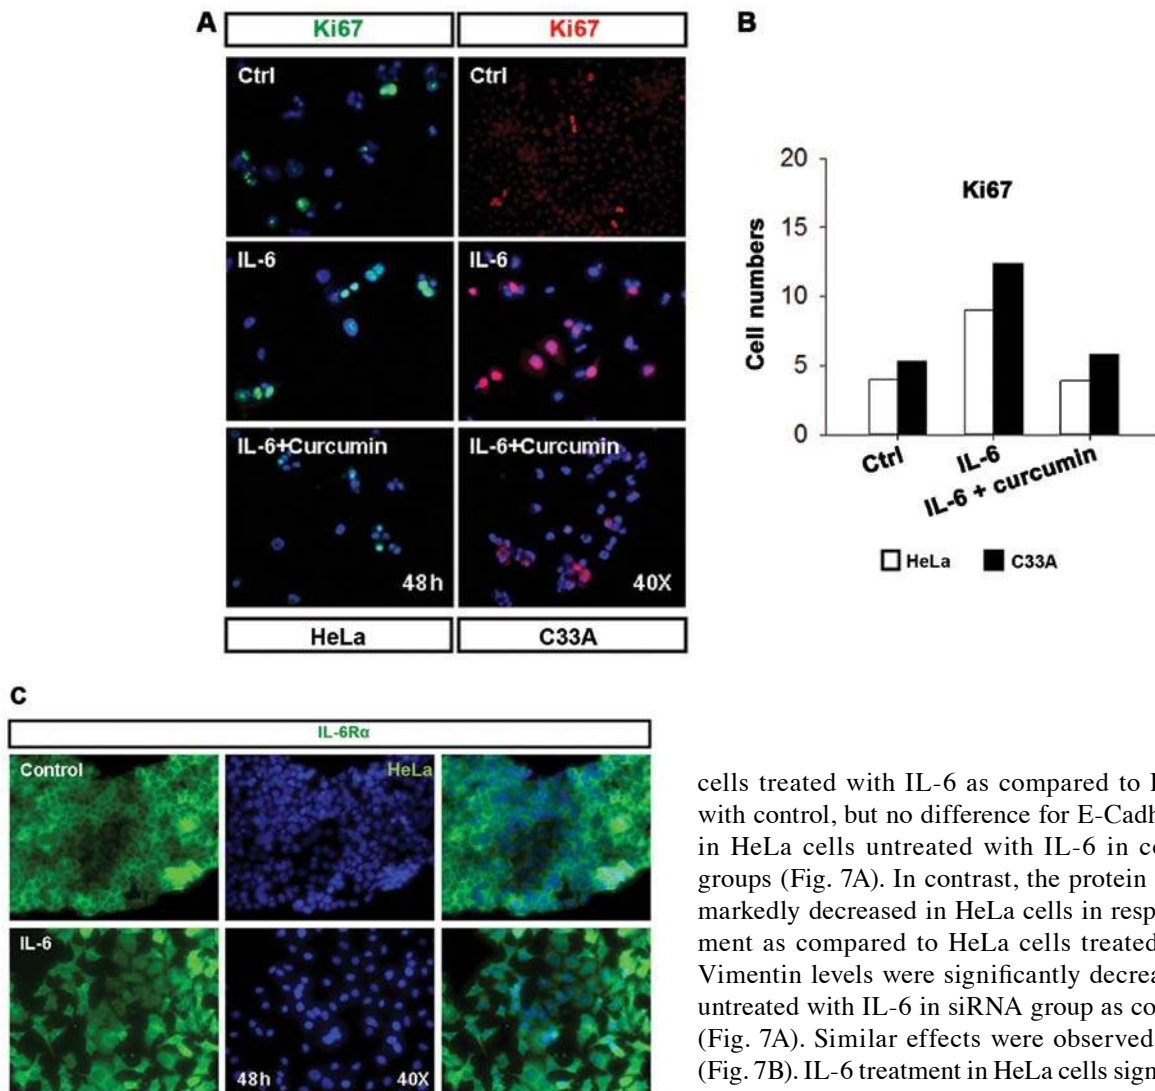 A
Ki67
Ki67
B
Ctrl
Ctrl
IL-6
IL-6
IL-6+Curcumin
IL-6+Curcumin
48h
40X
HeLa
C33A
20
15
10
5
0
Ki67
Cell numbers
Ctrl
IL-6
IL-6 + curcumin
HeLa
C33A
C
IL-6Rα
Control
HeLa
IL-6
48h
40X
cells treated with IL-6 as compared to
with control, but no difference for
in HeLa cells untreated with IL-6 in
groups (Fig. 7A). In contrast, the protein
markedly decreased in HeLa cells in
ment as compared to HeLa cells treated
Vimentin levels were significantly
untreated with IL-6 in siRNA group as
(Fig. 7A). Similar effects were observed
(Fig. 7B). IL-6 treatment in HeLa cells